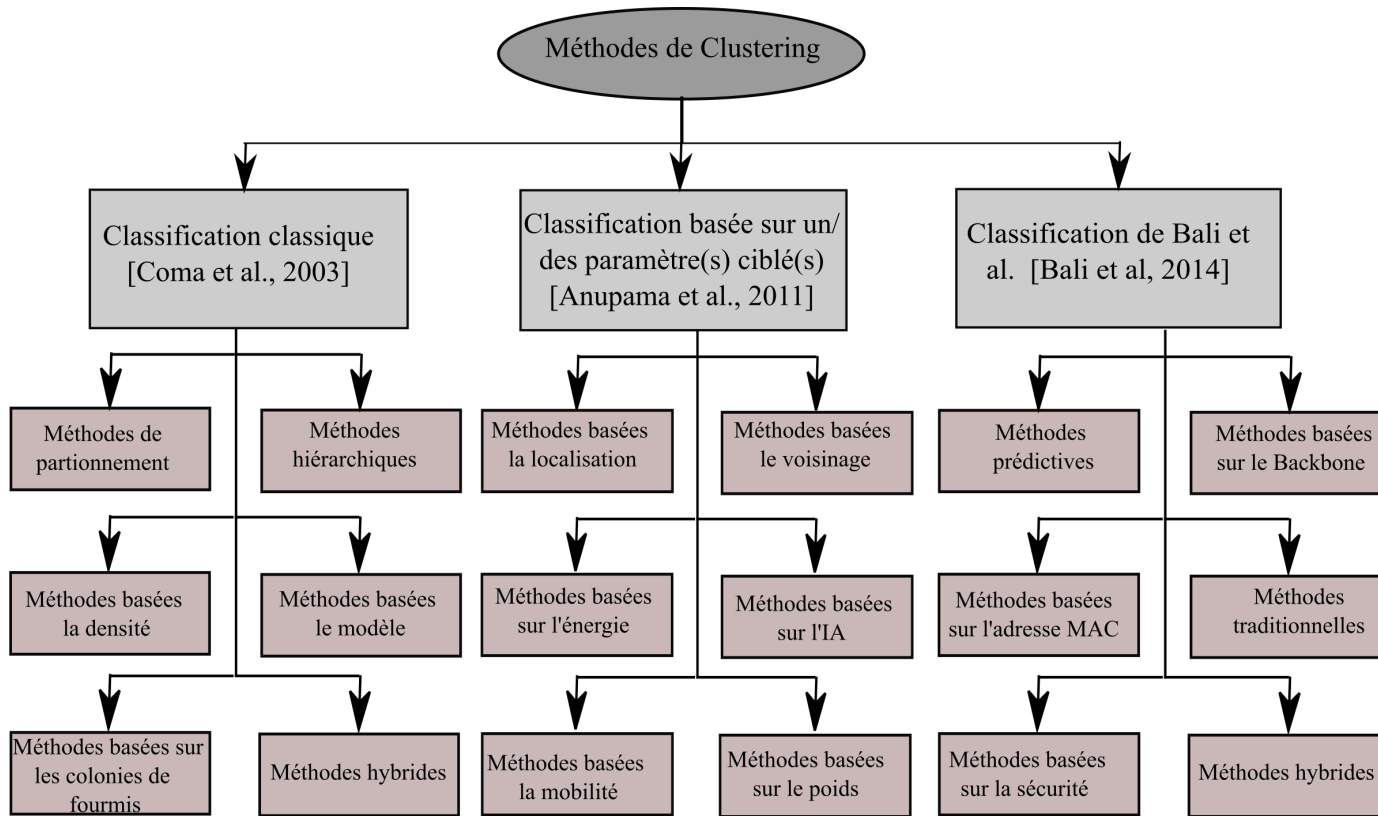 Méthodes de Clustering
Classification classique
[Coma et al., 2003]
Classification basée sur un/
des paramètre(s) ciblé(s)
[Anupama et al., 2011]
Classification de Bali et
al. [Bali et al, 2014]
Méthodes de
partionnement
Méthodes
hiérarchiques
Méthodes basées
la localisation
Méthodes basées
le voisinage
Méthodes
prédictives
Méthodes basées
sur le Backbone
Méthodes basées
la densité
Méthodes basées
le modèle
Méthodes basées
sur l'énergie
Méthodes basées
sur l'IA
Méthodes basées
sur l'adresse MAC
Méthodes
traditionnelles
Méthodes basées sur
les colonies de
fourmis
Méthodes hybrides
Méthodes basées
la mobilité
Méthodes basées
sur le poids
Méthodes basées
sur la sécurité
Méthodes hybrides